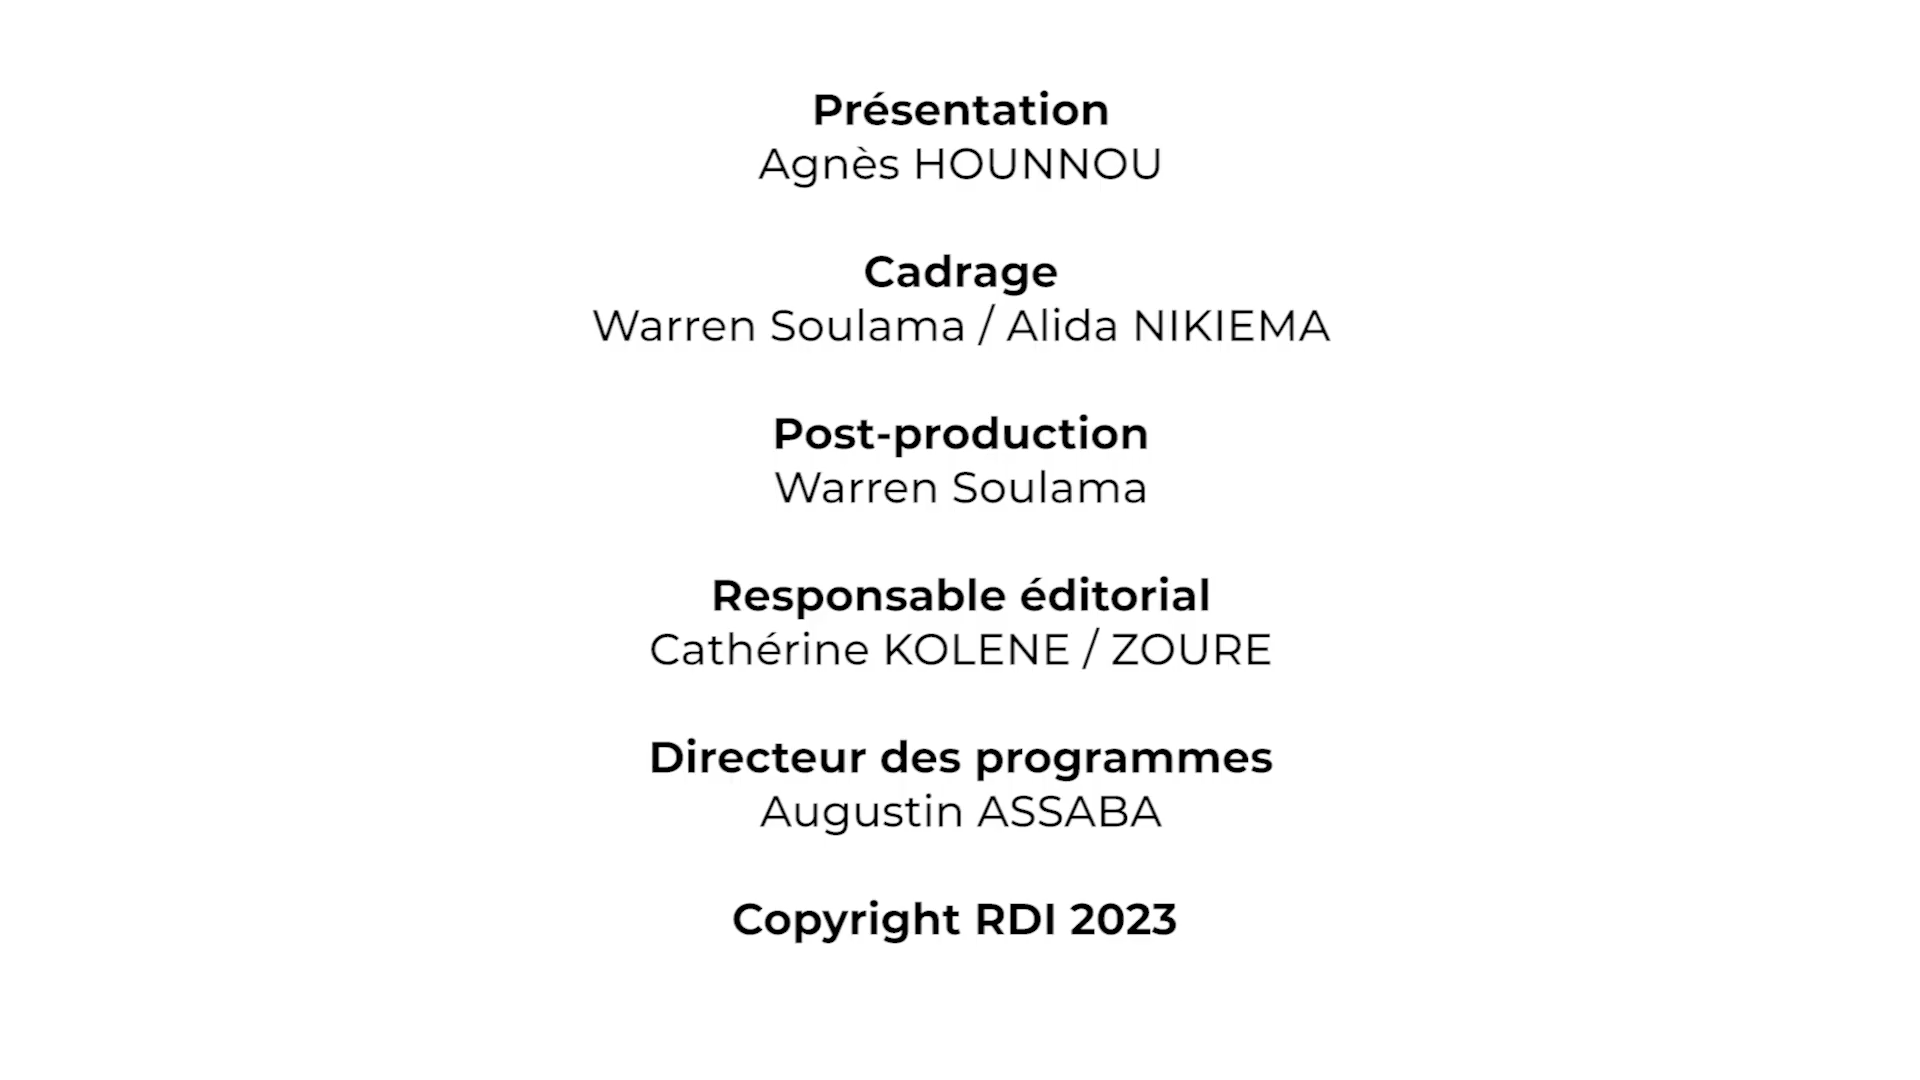 Présentation
Agnès HOUNNOU
Cadrage
Warren Soulama / Alida NIKIEMA
Post-production
Warren Soulama
Responsable éditorial
Cathérine KOLENE / ZOURE
Directeur des programmes
Augustin ASSABA
Copyright RDI 2023